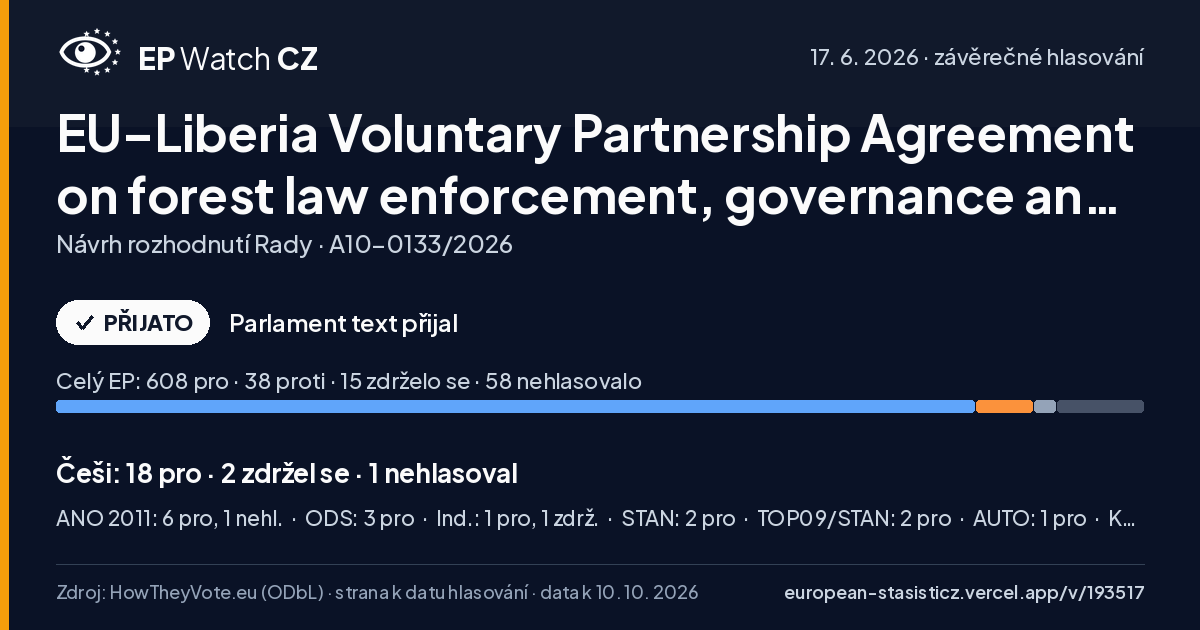 EP Watch CZ
17. 6. 2026 · závěrečné hlasování
EU–Liberia Voluntary Partnership Agreement
on forest law enforcement, governance an…
Návrh rozhodnutí Rady · A10-0133/2026
✓ PŘIJATO
Parlament text přijal
Celý EP: 608 pro · 38 proti · 15 zdrželo se · 58 nehlasovalo
Češi: 18 pro · 2 zdržel se · 1 nehlasoval
ANO 2011: 6 pro, 1 nehl. · ODS: 3 pro · Ind.: 1 pro, 1 zdrž. · STAN: 2 pro · TOP09/STAN: 2 pro · AUTO: 1 pro · K…
Zdroj: HowTheyVote.eu (ODbL) · strana k datu hlasování · data k 10. 10. 2026
european-stasisticz.vercel.app/v/193517